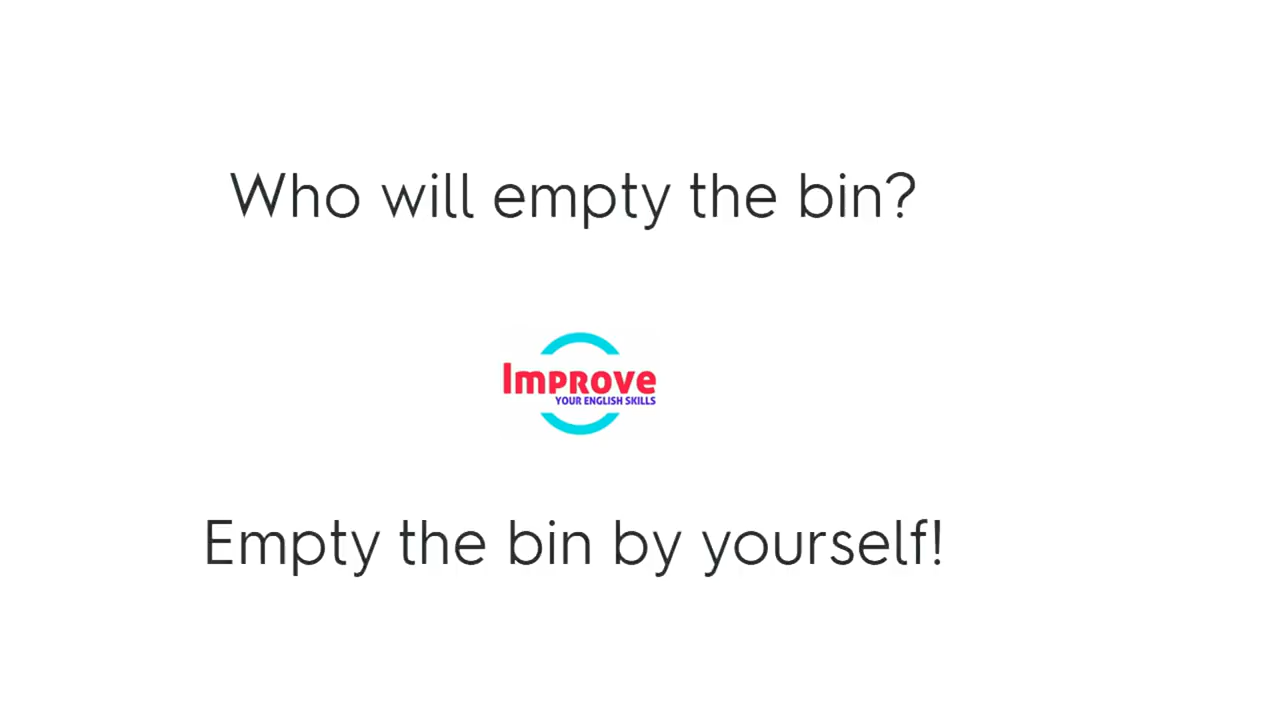 Who will empty the bin?
Improve
YOUR ENGLISH SKILLS
Empty the bin by yourself!